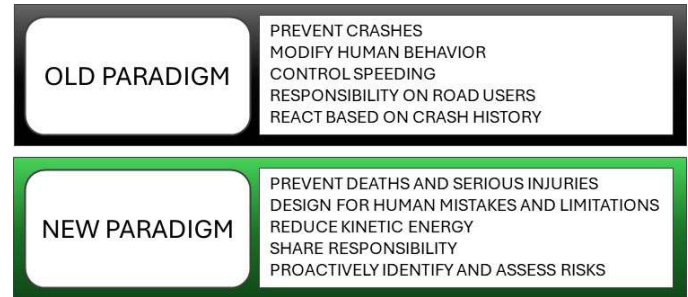 OLD PARADIGM
PREVENT CRASHES
MODIFY HUMAN BEHAVIOR
CONTROL SPEEDING
RESPONSIBILITY ON ROAD USERS
REACT BASED ON CRASH HISTORY
NEW PARADIGM
PREVENT DEATHS AND SERIOUS INJURIES
DESIGN FOR HUMAN MISTAKES AND LIMITATIONS
REDUCE KINETIC ENERGY
SHARE RESPONSIBILITY
PROACTIVELY IDENTIFY AND ASSESS RISKS